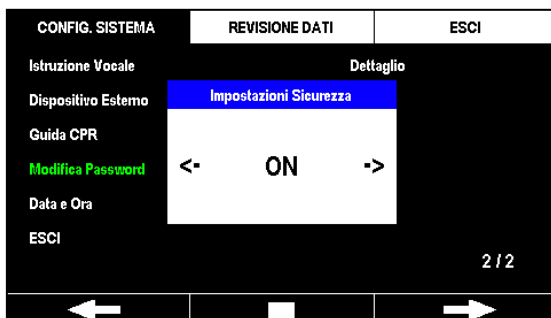 CONFIG. SISTEMA REVISIONE DATI ESCI
Istruzione Vocale Dettaglio
Dispositivo Esterno
Impostazioni Sicurezza
Guida CPR
Modifica Password
<- ON ->
Data e Ora
ESCI
2 / 2